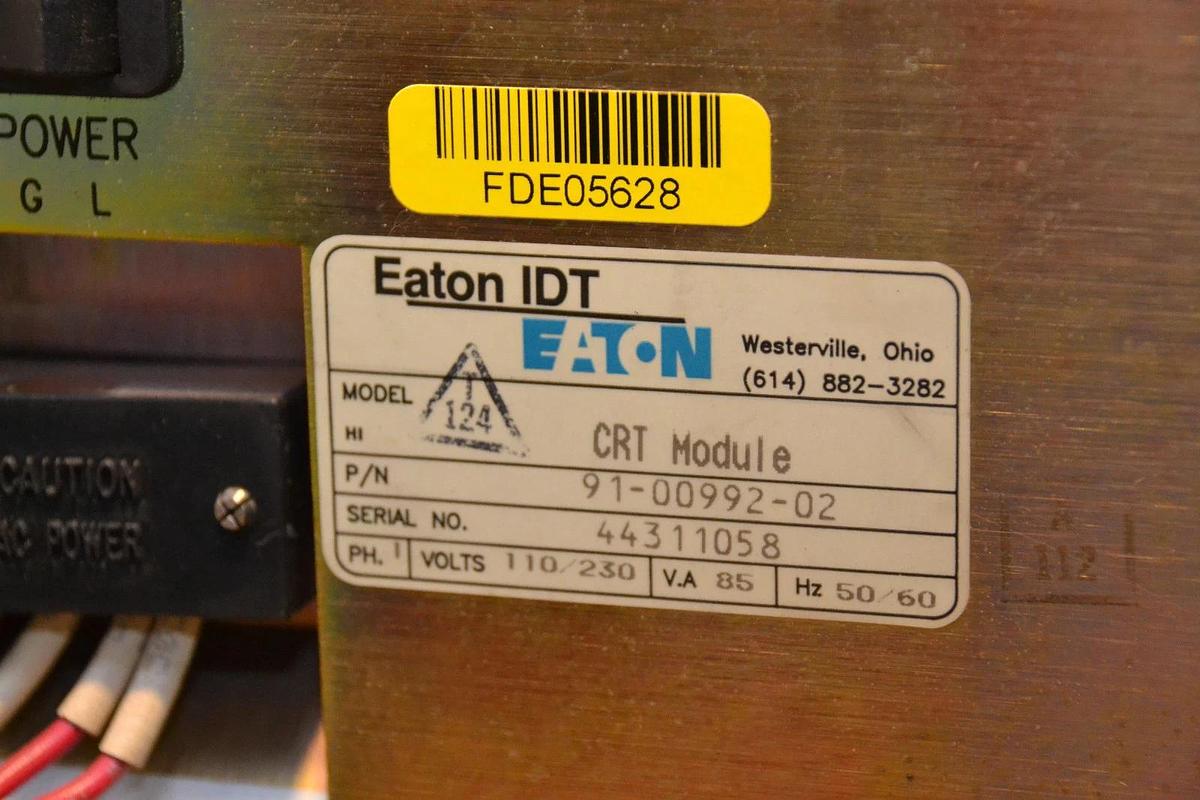 POWER
G L
FDE05628
Eaton IDT
EATON
Westerville, Ohio
(614) 882-3282
MODEL
T
124
HI
CRT Module
P/N 91-00992-02
SERIAL NO. 44311058
PH. 1 VOLTS 110/230 V.A 85 Hz 50/60
CAUTION
AC POWER
112